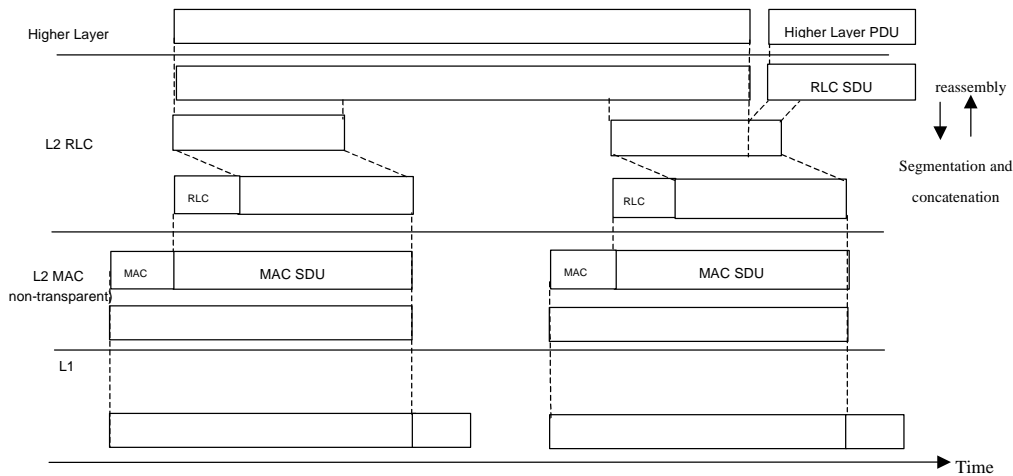 Higher Layer
Higher Layer PDU
RLC SDU
reassembly
L2 RLC
Segmentation and
concatenation
RLC
RLC
L2 MAC
non-transparent)
MAC
MAC SDU
MAC
MAC SDU
L1
Time